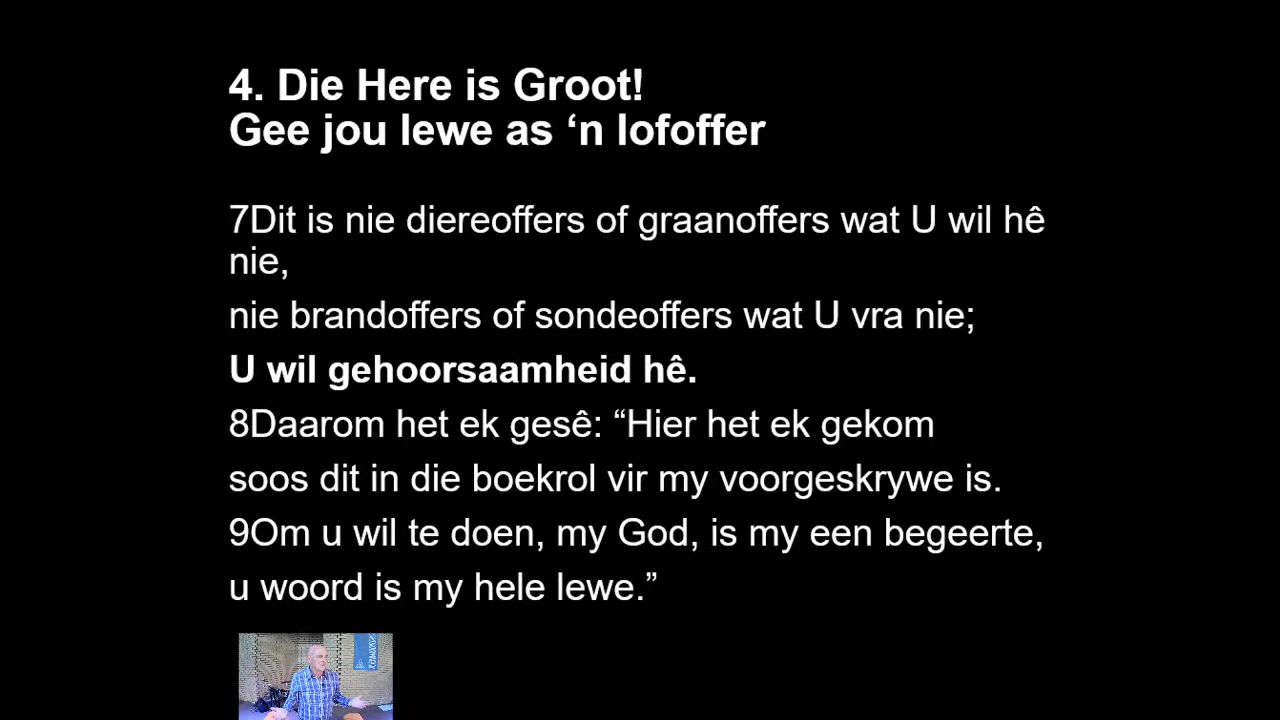 4. Die Here is Groot!
Gee jou lewe as ‘n lofoffer
7Dit is nie diereoffers of graanoffers wat U wil hê
nie,
nie brandoffers of sondeoffers wat U vra nie;
U wil gehoorsaamheid hê.
8Daarom het ek gesê: “Hier het ek gekom
soos dit in die boekrol vir my voorgeskrywe is.
9Om u wil te doen, my God, is my een begeerte,
u woord is my hele lewe.”